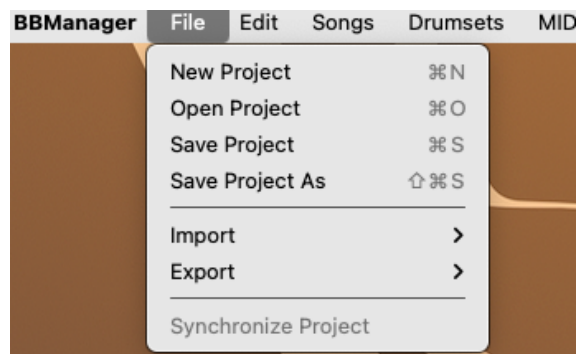 BBManager File Edit Songs Drumsets MID
New Project ⌘N
Open Project ⌘O
Save Project ⌘S
Save Project As ⇧⌘S
Import
Export
Synchronize Project